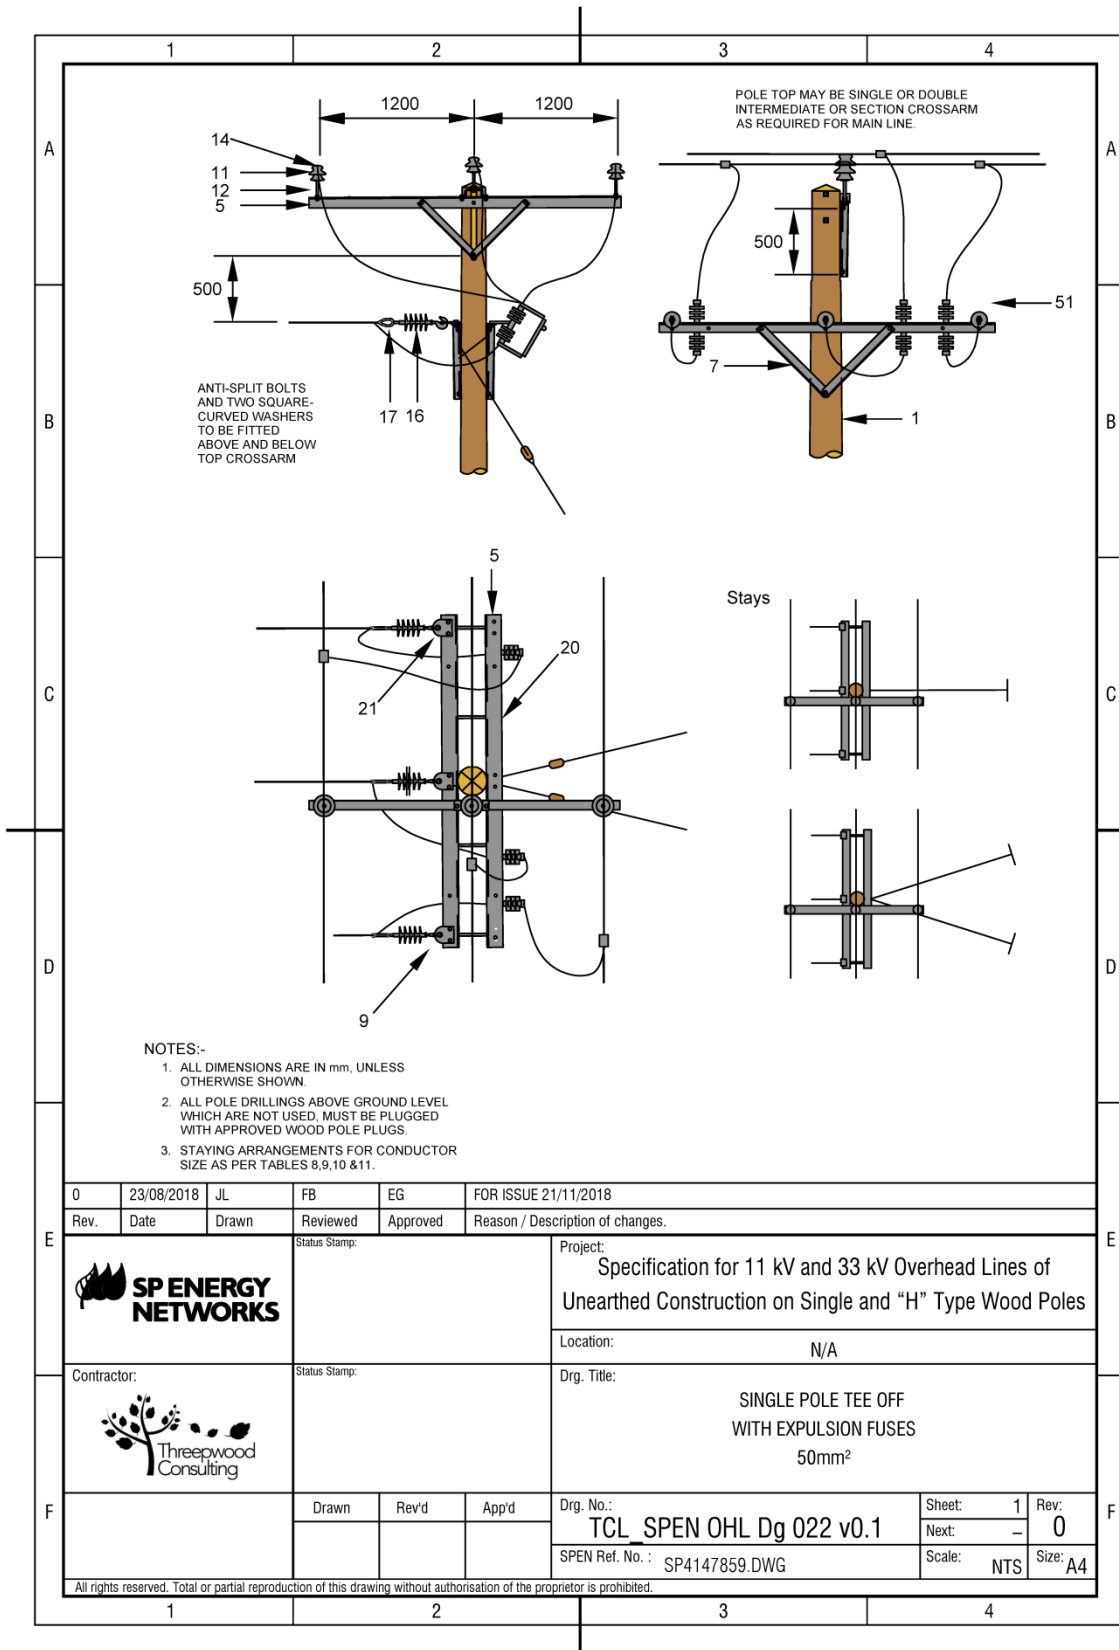 1 2 3 4
A A
1200 1200
POLE TOP MAY BE SINGLE OR DOUBLE
INTERMEDIATE OR SECTION CROSSARM
AS REQUIRED FOR MAIN LINE.
14
11
12
5
500
500
51
7
17 16
1
ANTI-SPLIT BOLTS
AND TWO SQUARE-
CURVED WASHERS
TO BE FITTED
ABOVE AND BELOW
TOP CROSSARM
B B
5
Stays
20
21
C C
9
D D
NOTES:-
1. ALL DIMENSIONS ARE IN mm, UNLESS
OTHERWISE SHOWN.
2. ALL POLE DRILLINGS ABOVE GROUND LEVEL
WHICH ARE NOT USED, MUST BE PLUGGED
WITH APPROVED WOOD POLE PLUGS.
3. STAYING ARRANGEMENTS FOR CONDUCTOR
SIZE AS PER TABLES 8,9,10 &11.
0 23/08/2018 JL FB EG FOR ISSUE 21/11/2018
Rev. Date Drawn Reviewed Approved Reason / Description of changes.
E E
SP ENERGY
NETWORKS
Status Stamp:
Project:
Specification for 11 kV and 33 kV Overhead Lines of
Unearthed Construction on Single and “H” Type Wood Poles
Location: N/A
Contractor:
Threepwood
Consulting
Status Stamp:
Drg. Title:
SINGLE POLE TEE OFF
WITH EXPULSION FUSES
50mm²
F F
Drawn Rev'd App'd
Drg. No.:
TCL_SPEN OHL Dg 022 v0.1
Sheet: 1
Next: –
Rev:
0
SPEN Ref. No. : SP4147859.DWG
Scale: NTS
Size: A4
All rights reserved. Total or partial reproduction of this drawing without authorisation of the proprietor is prohibited.
1 2 3 4